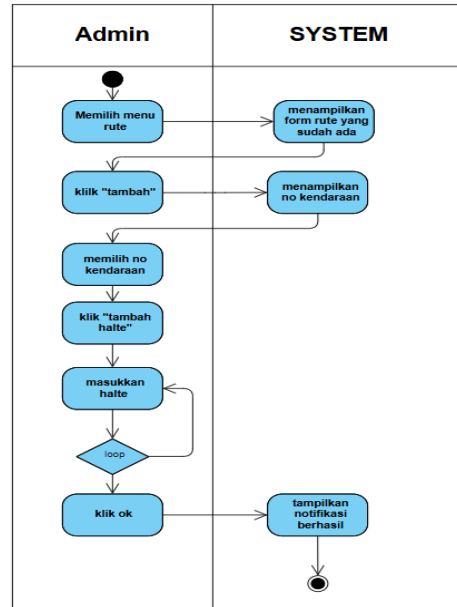 Admin
SYSTEM
Memilih menu
rute
menampilkan
form rute yang
sudah ada
klilk "tambah"
menampilkan
no kendaraan
memilih no
kendaraan
klik "tambah
halte"
masukkan
halte
loop
klik ok
tampilkan
notifikasi
berhasil